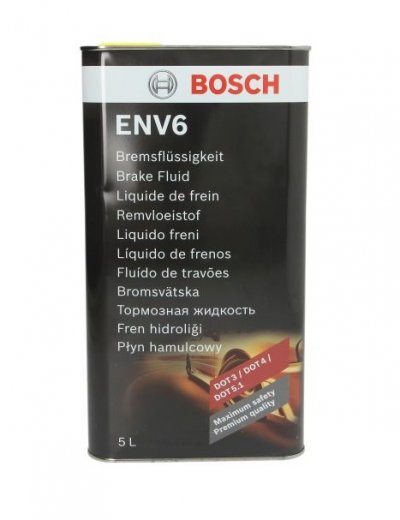 BOSCH
ENV6
Bremsflüssigkeit
Brake Fluid
Liquide de frein
Remvloeistof
Liquido freni
Líquido de frenos
Fluído de travões
Bromsvätska
Тормозная жидкость
Fren hidroliği
Płyn hamulcowy
DOT 3 / DOT 4 /
DOT 5.1
Maximum safety
Premium quality
5 L